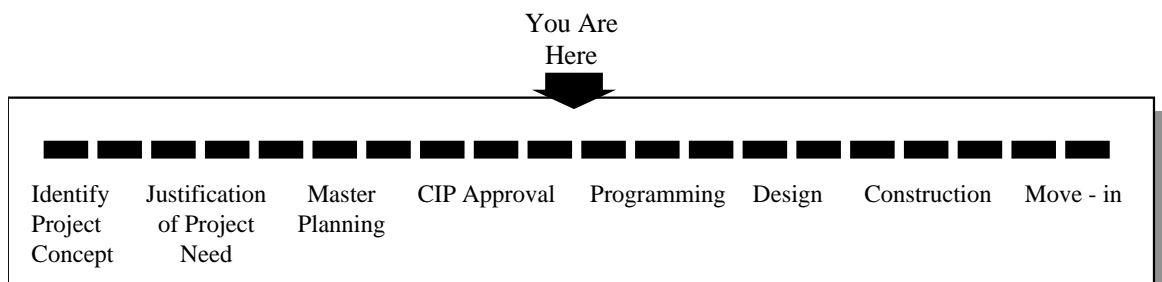 You Are
Here
Identify
Project
Concept
Justification
of Project
Need
Master
Planning
CIP Approval
Programming
Design
Construction
Move - in